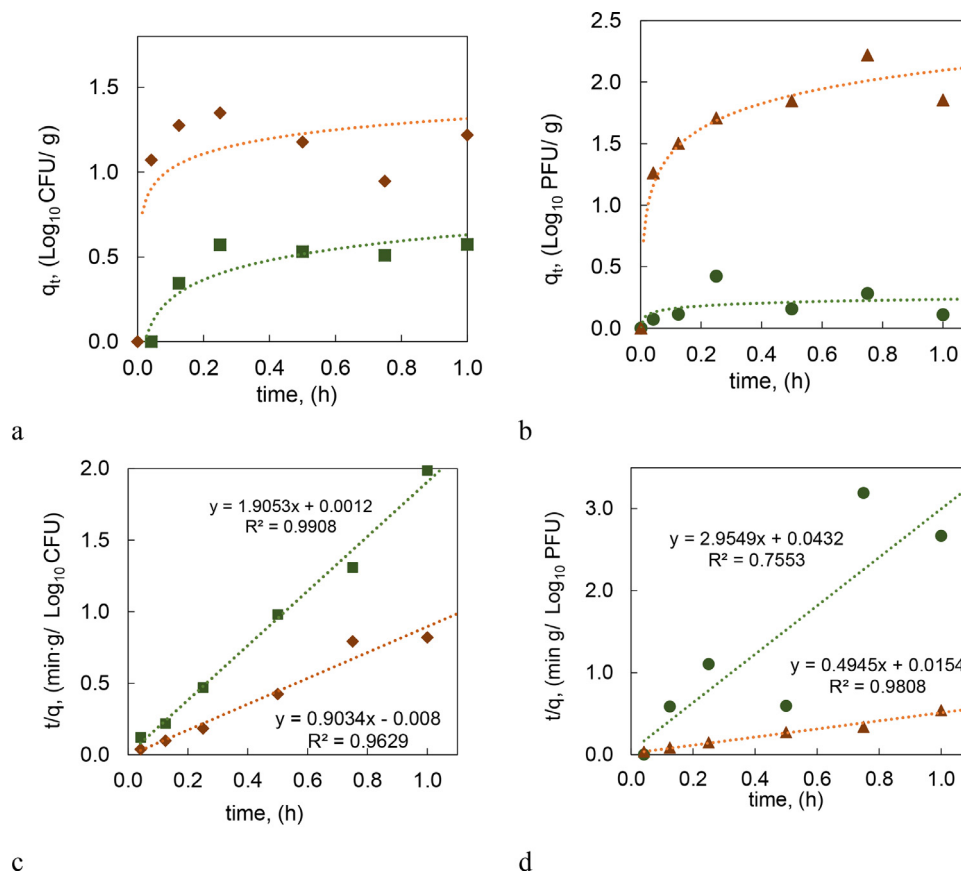 1.5
1.0
0.5
0.0
qt, (Log10 CFU/ g)
0.0 0.2 0.4 0.6 0.8 1.0
time, (h)
a
2.5
2.0
1.5
1.0
0.5
0.0
qt, (Log10 PFU/ g)
0.0 0.2 0.4 0.6 0.8 1.0
time, (h)
b
2.0
1.5
1.0
0.5
0.0
t/q, (min·g/ Log10 CFU)
y = 1.9053x + 0.0012
R² = 0.9908
y = 0.9034x - 0.008
R² = 0.9629
0.0 0.2 0.4 0.6 0.8 1.0
time, (h)
c
3.0
2.0
1.0
0.0
t/q, (min g/ Log10 PFU)
y = 2.9549x + 0.0432
R² = 0.7553
y = 0.4945x + 0.0154
R² = 0.9808
0.0 0.2 0.4 0.6 0.8 1.0
time, (h)
d